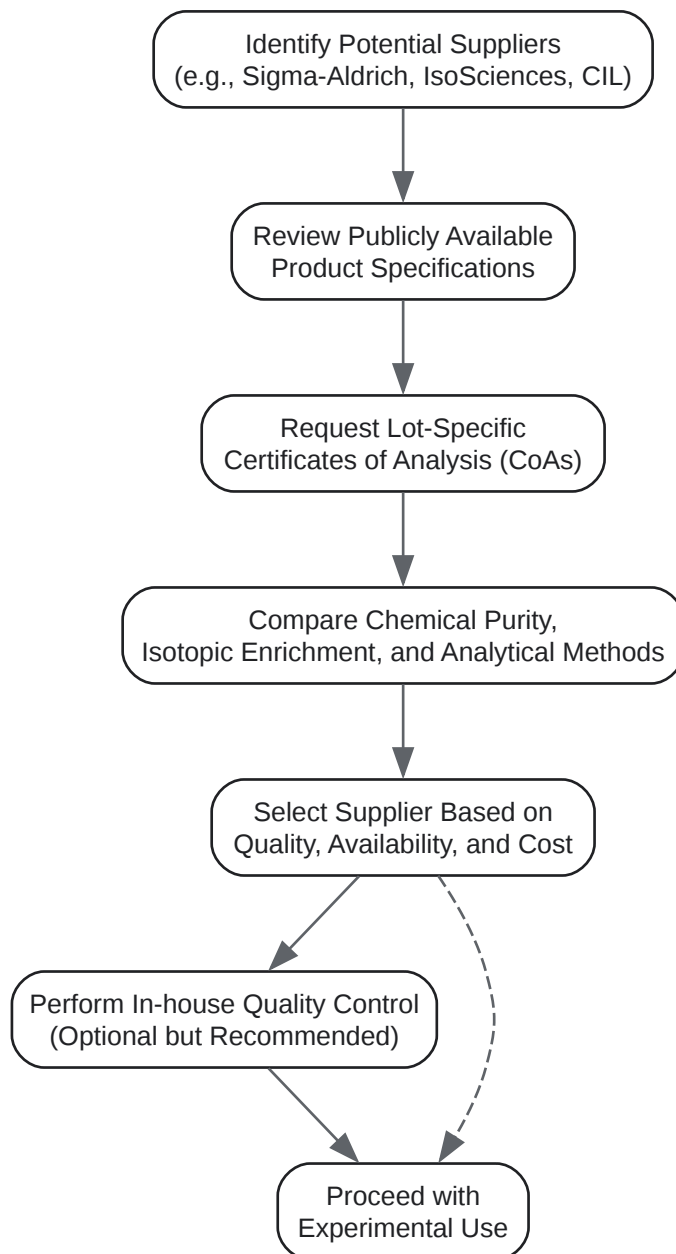 Identify Potential Suppliers
(e.g., Sigma-Aldrich, IsoSciences, CIL)
Review Publicly Available
Product Specifications
Request Lot-Specific
Certificates of Analysis (CoAs)
Compare Chemical Purity,
Isotopic Enrichment, and Analytical Methods
Select Supplier Based on
Quality, Availability, and Cost
Perform In-house Quality Control
(Optional but Recommended)
Proceed with
Experimental Use